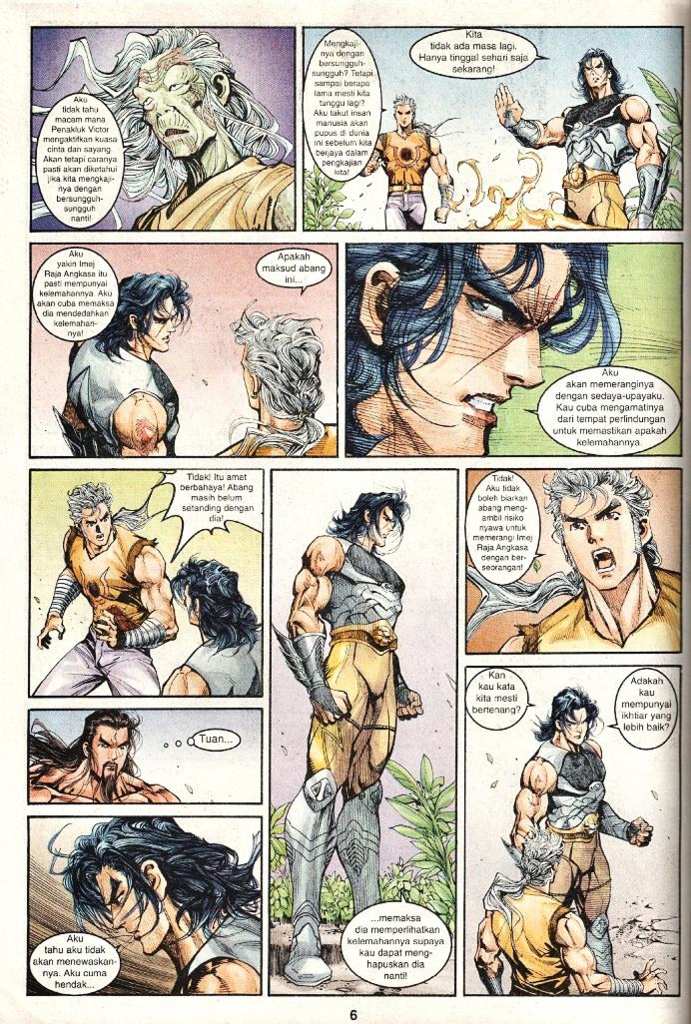 Aku
tidak tahu
macam mana
Penakluk Victor
mengaktifkan kuasa
cinta dan sayang
Akan tetapi caranya
pasti akan diketahui
jika kita mengkaji-
nya dengan
bersungguh-
sungguh
nanti!
Mengkaji-
nya dengan
bersungguh-
sungguh? Tetapi
sampai berapa
lama mesti kita
tunggu lagi?
Aku takut insan
manusia akan
pupus di dunia
ini sebelum kita
berjaya dalam
pengkajian
kita!
Kita
tidak ada masa lagi.
Hanya tinggal sehari saja
sekarang!
Aku
yakin Imej
Raja Angkasa itu
pasti mempunyai
kelemahannya. Aku
akan cuba memaksa
dia mendedahkan
kelemahan-
nya!
Apakah
maksud abang
ini...
Aku
akan memeranginya
dengan sedaya-upayaku.
Kau cuba mengamatinya
dari tempat perlindungan
untuk memastikan apakah
kelemahannya.
Tidak! Itu amat
berbahaya! Abang
masih belum
setanding dengan
dia!
Tuan...
Aku
tahu aku tidak
akan menewaskan-
nya. Aku cuma
hendak...
...memaksa
dia memperlihatkan
kelemahannya supaya
kau dapat meng-
hapuskan dia
nanti!
Tidak!
Aku tidak
boleh biarkan
abang meng-
ambil risiko
nyawa untuk
memerangi Imej
Raja Angkasa
dengan ber-
seorangan!
Kan
kau kata
kita mesti
bertenang?
Adakah
kau
mempunyai
ikhtiar yang
lebih baik?
6